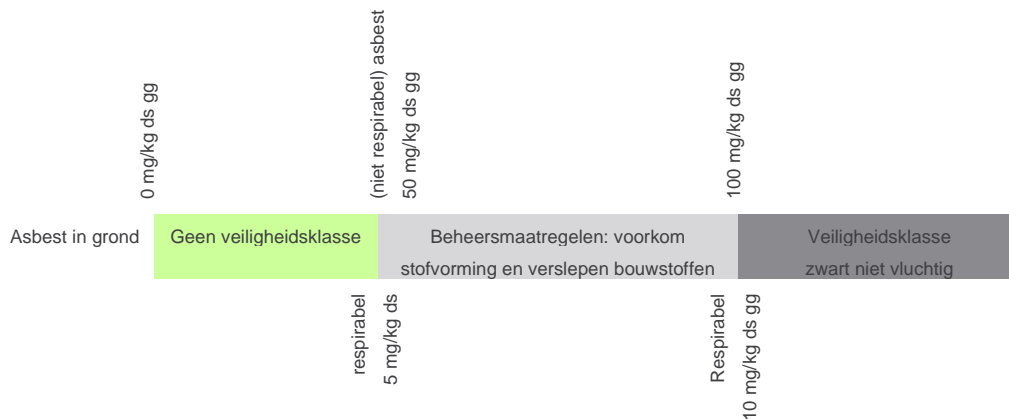 0 mg/kg ds gg
(niet respirabel) asbest
50 mg/kg ds gg
100 mg/kg ds gg
Asbest in grond
Geen veiligheidsklasse
Beheersmaatregelen: voorkom
stofvorming en verslepen bouwstoffen
Veiligheidsklasse
zwart niet vluchtig
respirabel
5 mg/kg ds
Respirabel
10 mg/kg ds gg